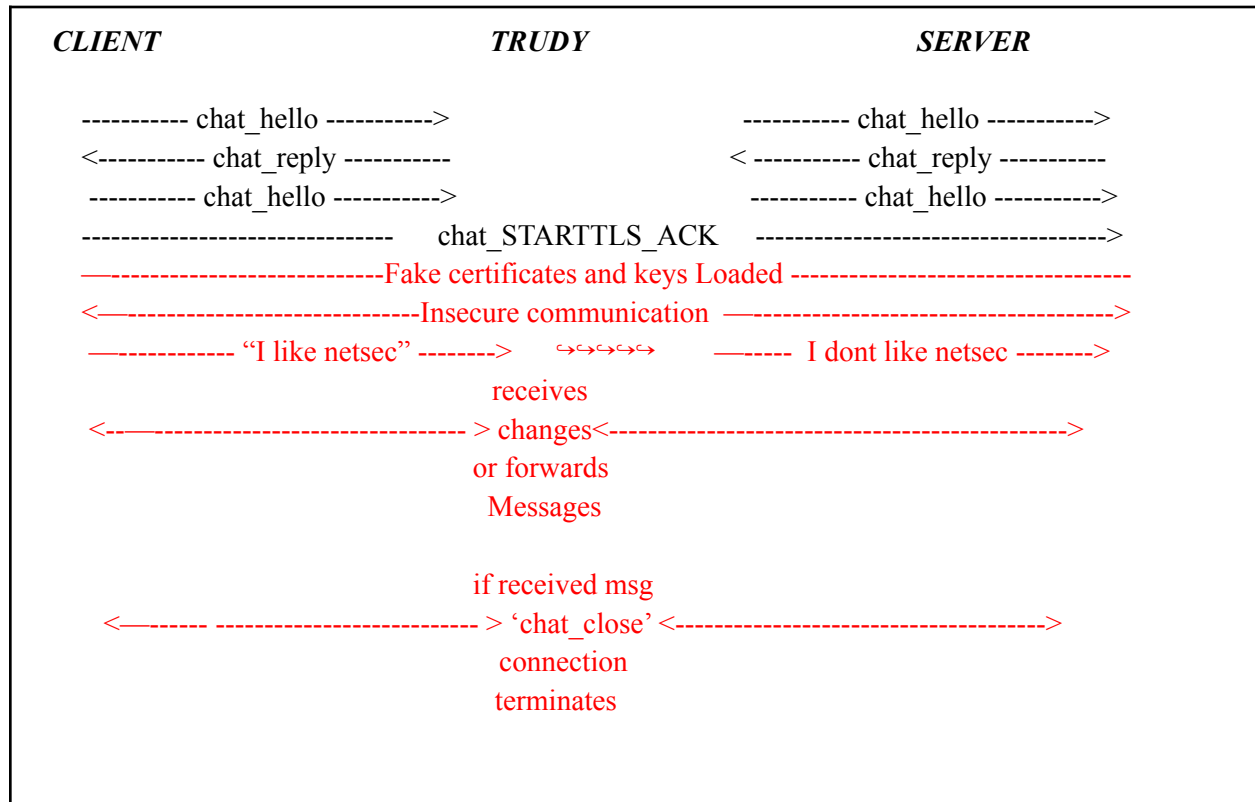 CLIENT TRUDY SERVER
----------- chat_hello -----------> ----------- chat_hello ----------->
<----------- chat_reply ----------- < ----------- chat_reply -----------
----------- chat_hello -----------> ----------- chat_hello ----------->
-------------------------------- chat_STARTTLS_ACK ------------------------------------>
—----------------------------Fake certificates and keys Loaded -----------------------------------
<—------------------------------Insecure communication —------------------------------------->
—------------ “I like netsec” --------> ↪↪↪↪↪ —----- I dont like netsec -------->
receives
<--—-------------------------------- > changes<------------------------------------------------->
or forwards
Messages
if received msg
<—------ --------------------------- > ‘chat_close’ <-------------------------------------->
connection
terminates